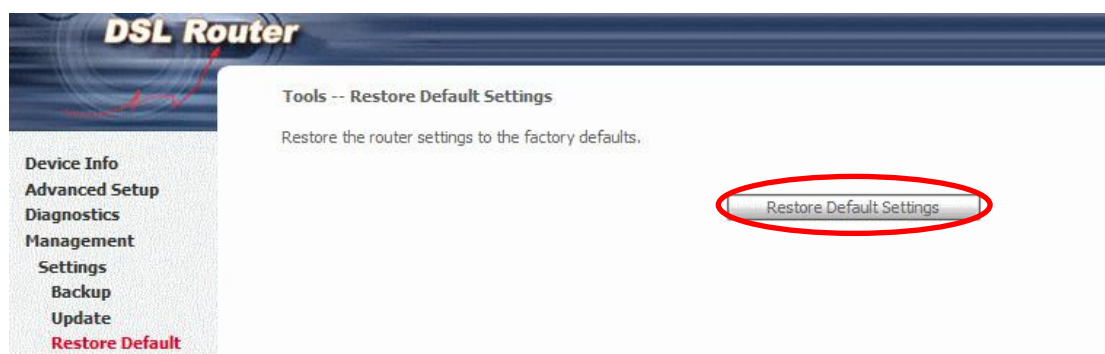 DSL Router
Tools -- Restore Default Settings
Restore the router settings to the factory defaults.
Restore Default Settings
Device Info
Advanced Setup
Diagnostics
Management
Settings
Backup
Update
Restore Default